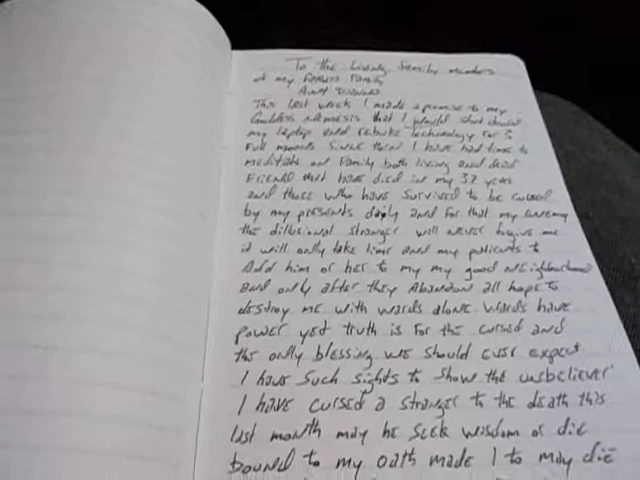 To the Living Family members
of my Family
Aunt
This last week I made a promise to my
Goddess Nemesis that I would shut down
my laptop and rebuke technology for 3
Full moons Since then I have had time to
meditate on Family both living and dead
Friend that have died in my 32 years
and those who have survived to be cursed
by my presents daily and For that my enemy
the dillusional stranger will never forgive me
it will only take time and my patients to
Add him or her to my my good neighbourhood
and only after they Abandon all hope to
destroy me with words alone. Words have
power yet truth is for the cursed and
the only blessing we should ever expect
I have such sights to show the unbeliever
I have cursed a stranger to the death this
last month may he seek wisdom or die
bound to my oath made I to may die